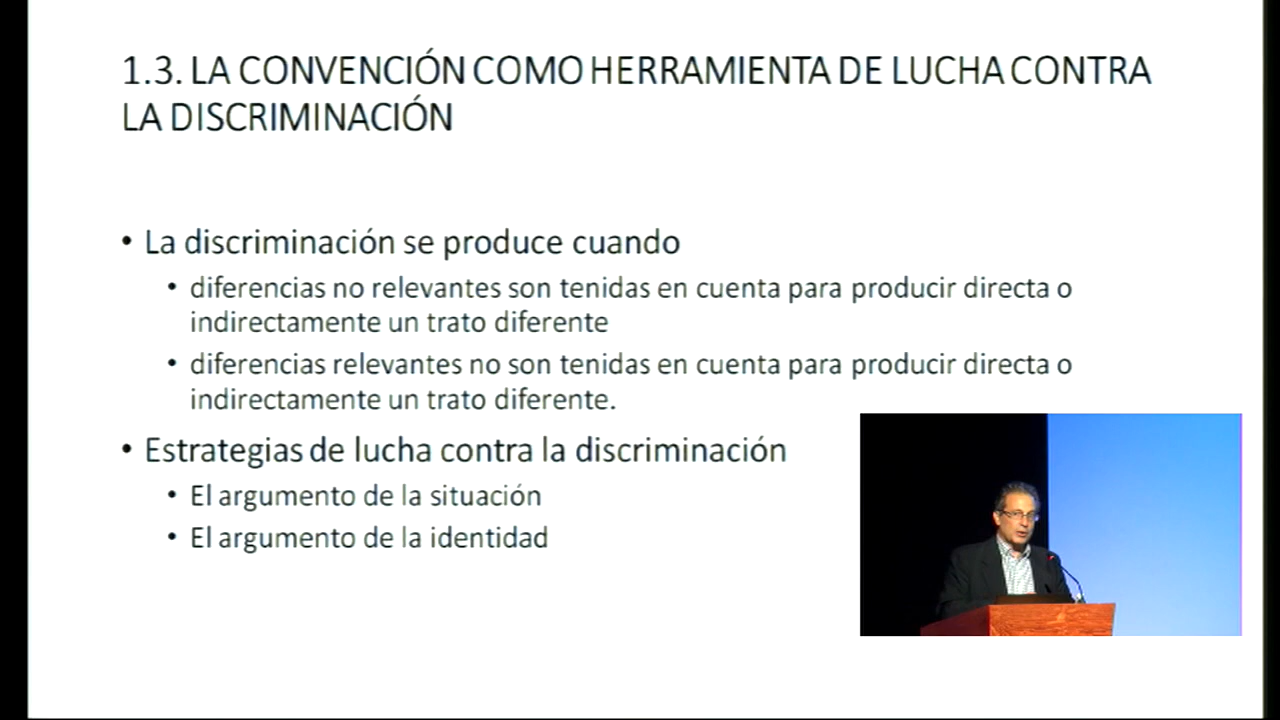 1.3. LA CONVENCIÓN COMO HERRAMIENTA DE LUCHA CONTRA
LA DISCRIMINACIÓN
• La discriminación se produce cuando
• diferencias no relevantes son tenidas en cuenta para producir directa o
indirectamente un trato diferente
• diferencias relevantes no son tenidas en cuenta para producir directa o
indirectamente un trato diferente.
• Estrategias de lucha contra la discriminación
• El argumento de la situación
• El argumento de la identidad